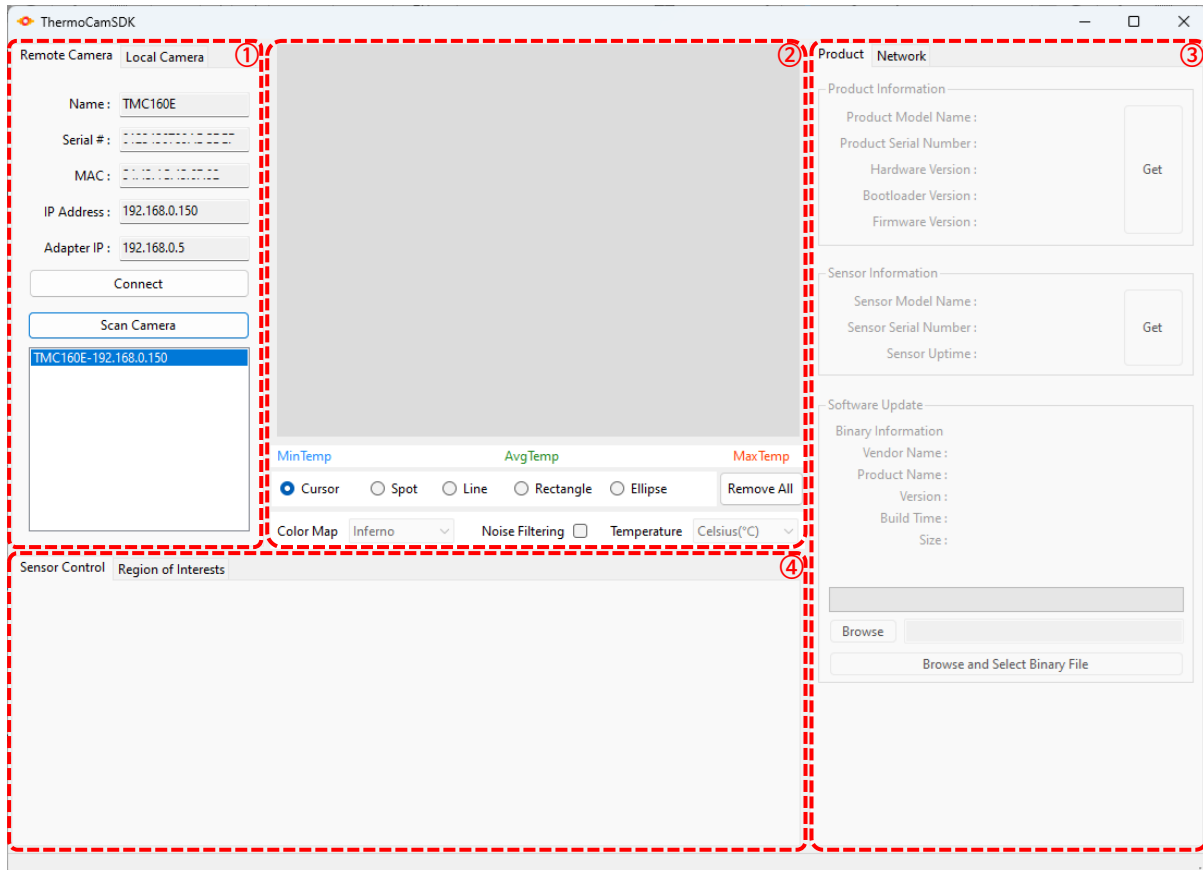 ThermoCamSDK
Remote Camera Local Camera ①
Name : TMC160E
Serial # :
MAC :
IP Address : 192.168.0.150
Adapter IP : 192.168.0.5
Connect
Scan Camera
TMC160E-192.168.0.150
②
MinTemp AvgTemp MaxTemp
Cursor Spot Line Rectangle Ellipse Remove All
Color Map Inferno Noise Filtering Temperature Celsius(°C)
Product Network ③
Product Information
Product Model Name :
Product Serial Number :
Hardware Version :
Bootloader Version :
Firmware Version :
Get
Sensor Information
Sensor Model Name :
Sensor Serial Number :
Sensor Uptime :
Get
Software Update
Binary Information
Vendor Name :
Product Name :
Version :
Build Time :
Size :
Browse
Browse and Select Binary File
Sensor Control Region of Interests ④